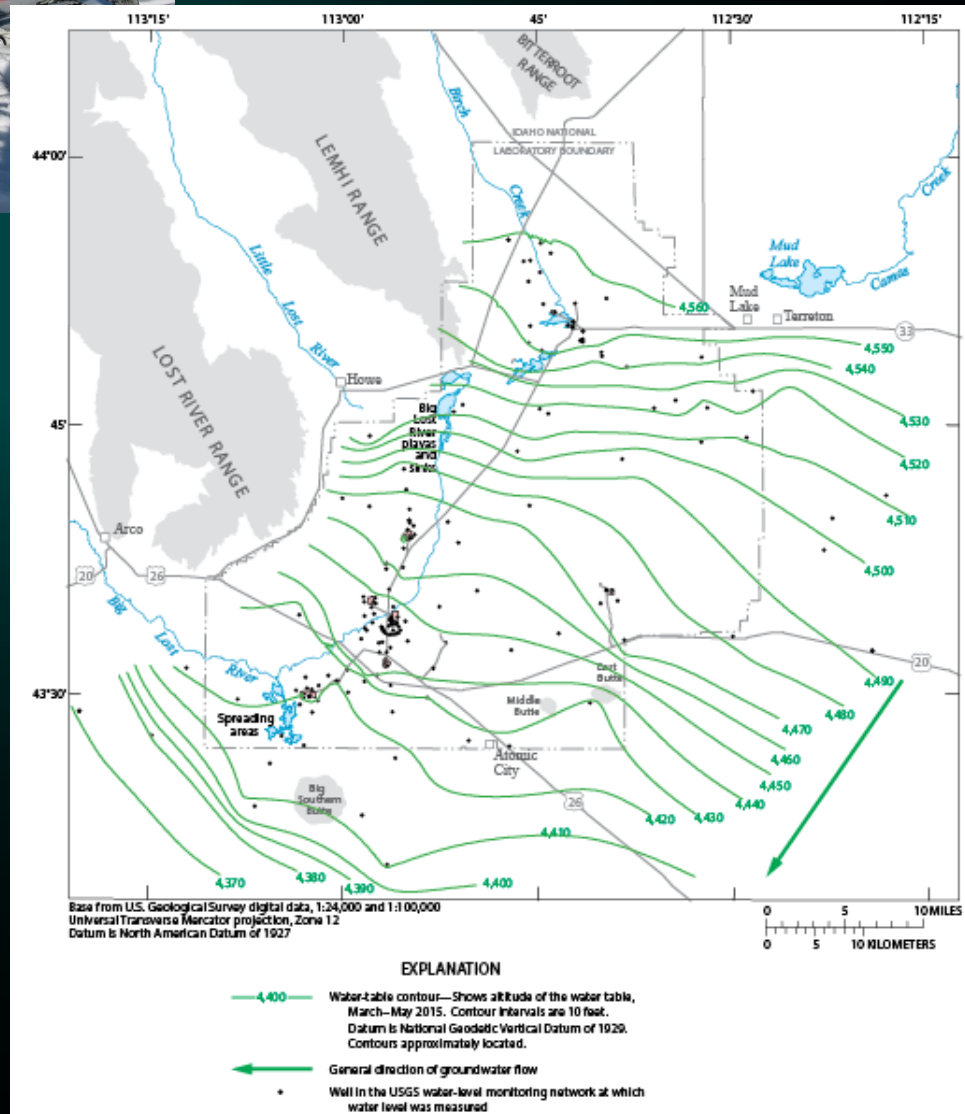 113°15'
113°00'
45'
112°30'
112°15'
BITTERROOT
RANGE
Birch
Creek
IDAHO NATIONAL
LABORATORY BOUNDARY
44°00'
LEMHI RANGE
Little
Lost
River
Mud
Lake
Camas
Creek
Mud
Lake
Terreton
33
4,560
4,550
4,540
4,530
4,520
4,510
4,500
LOST RIVER RANGE
Howe
45'
Big
Lost
River
playas
and
sinks
Arco
20
26
Big
Lost
River
20
43°30'
Spreading
areas
East
Butte
Middle
Butte
Atomic
City
Big
Southern
Butte
26
4,490
4,480
4,470
4,460
4,450
4,440
4,430
4,420
4,410
4,400
4,390
4,380
4,370
Base from U.S. Geological Survey digital data, 1:24,000 and 1:100,000
Universal Transverse Mercator projection, Zone 12
Datum is North American Datum of 1927
0 5 10 MILES
0 5 10 KILOMETERS
EXPLANATION
4,400 Water-table contour—Shows altitude of the water table,
March–May 2015. Contour intervals are 10 feet.
Datum is National Geodetic Vertical Datum of 1929.
Contours approximately located.
General direction of groundwater flow
Well in the USGS water-level monitoring network at which
water level was measured